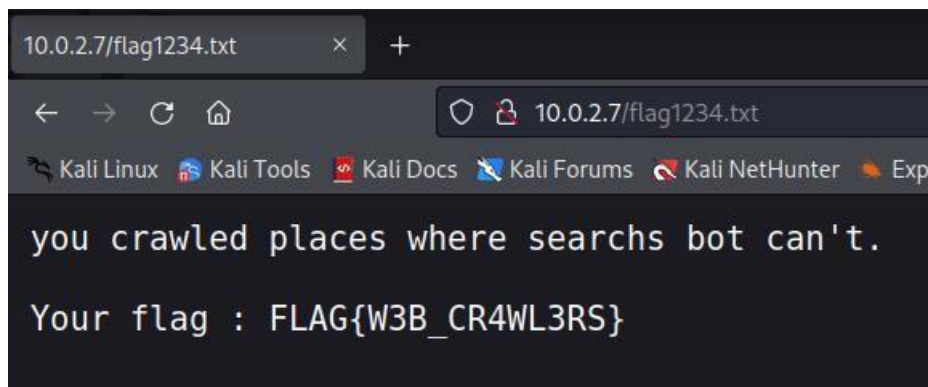 10.0.2.7/flag1234.txt × +
10.0.2.7/flag1234.txt
Kali Linux Kali Tools Kali Docs Kali Forums Kali NetHunter Exp
you crawled places where searchs bot can't.
Your flag : FLAG{W3B_CR4WL3RS}